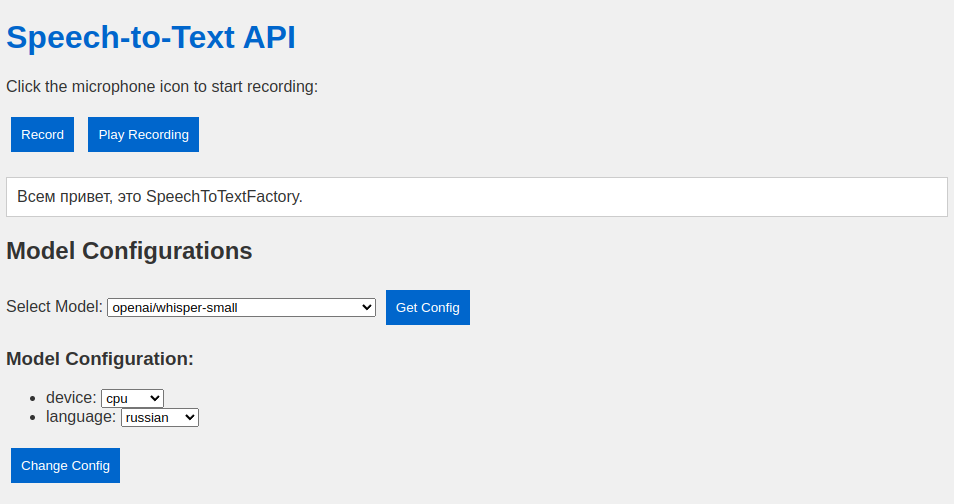 Speech-to-Text API
Click the microphone icon to start recording:
Record Play Recording
Всем привет, это SpeechToTextFactory.
Model Configurations
Select Model: openai/whisper-small Get Config
Model Configuration:
• device: cpu
• language: russian
Change Config